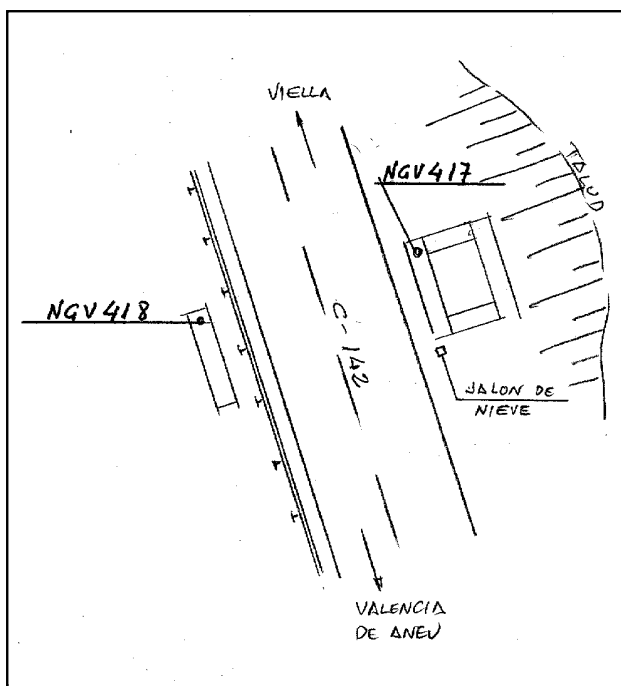 VIELLA
NGV417
TALUD
NGV418
C-142
JALON DE
NIEVE
VALENCIA
DE ANEU